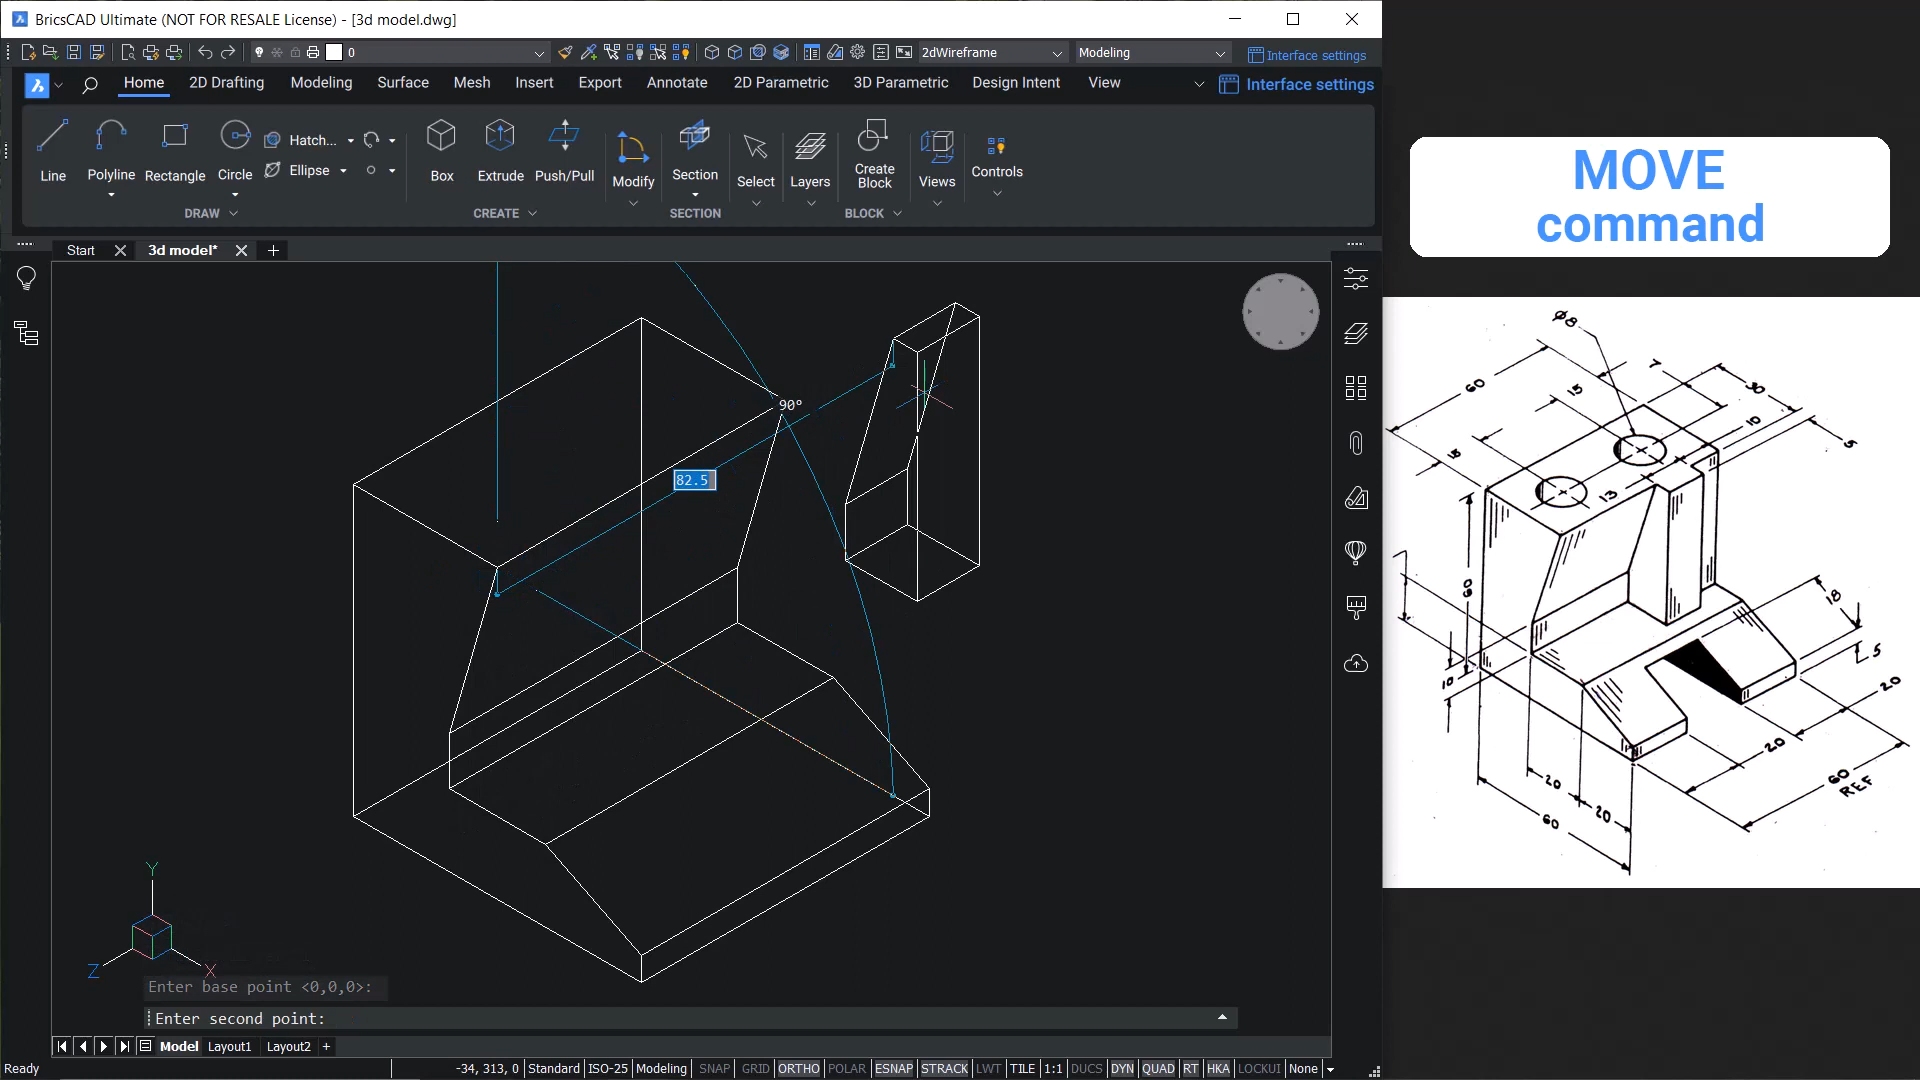 BricsCAD Ultimate (NOT FOR RESALE License) - [3d model.dwg]
0
2dWireframe
Modeling
Interface settings
Home
2D Drafting
Modeling
Surface
Mesh
Insert
Export
Annotate
2D Parametric
3D Parametric
Design Intent
View
Interface settings
Line
Polyline
Rectangle
Circle
Hatch...
Ellipse
Box
Extrude
Push/Pull
Modify
Section
Select
Layers
Create
Block
Views
Controls
DRAW
CREATE
SECTION
BLOCK
Start
3d model*
90°
82.5
Y
Z
X
Enter base point <0,0,0>:
Enter second point:
Model
Layout1
Layout2
Ready
-34, 313, 0
Standard
ISO-25
Modeling
SNAP
GRID
ORTHO
POLAR
ESNAP
STRACK
LWT
TILE
1:1
DUCS
DYN
QUAD
RT
HKA
LOCKUI
None
MOVE
command
ø8
60
15
7
30
10
5
15
13
60
18
5
10
20
20
60
REF
20
20
60